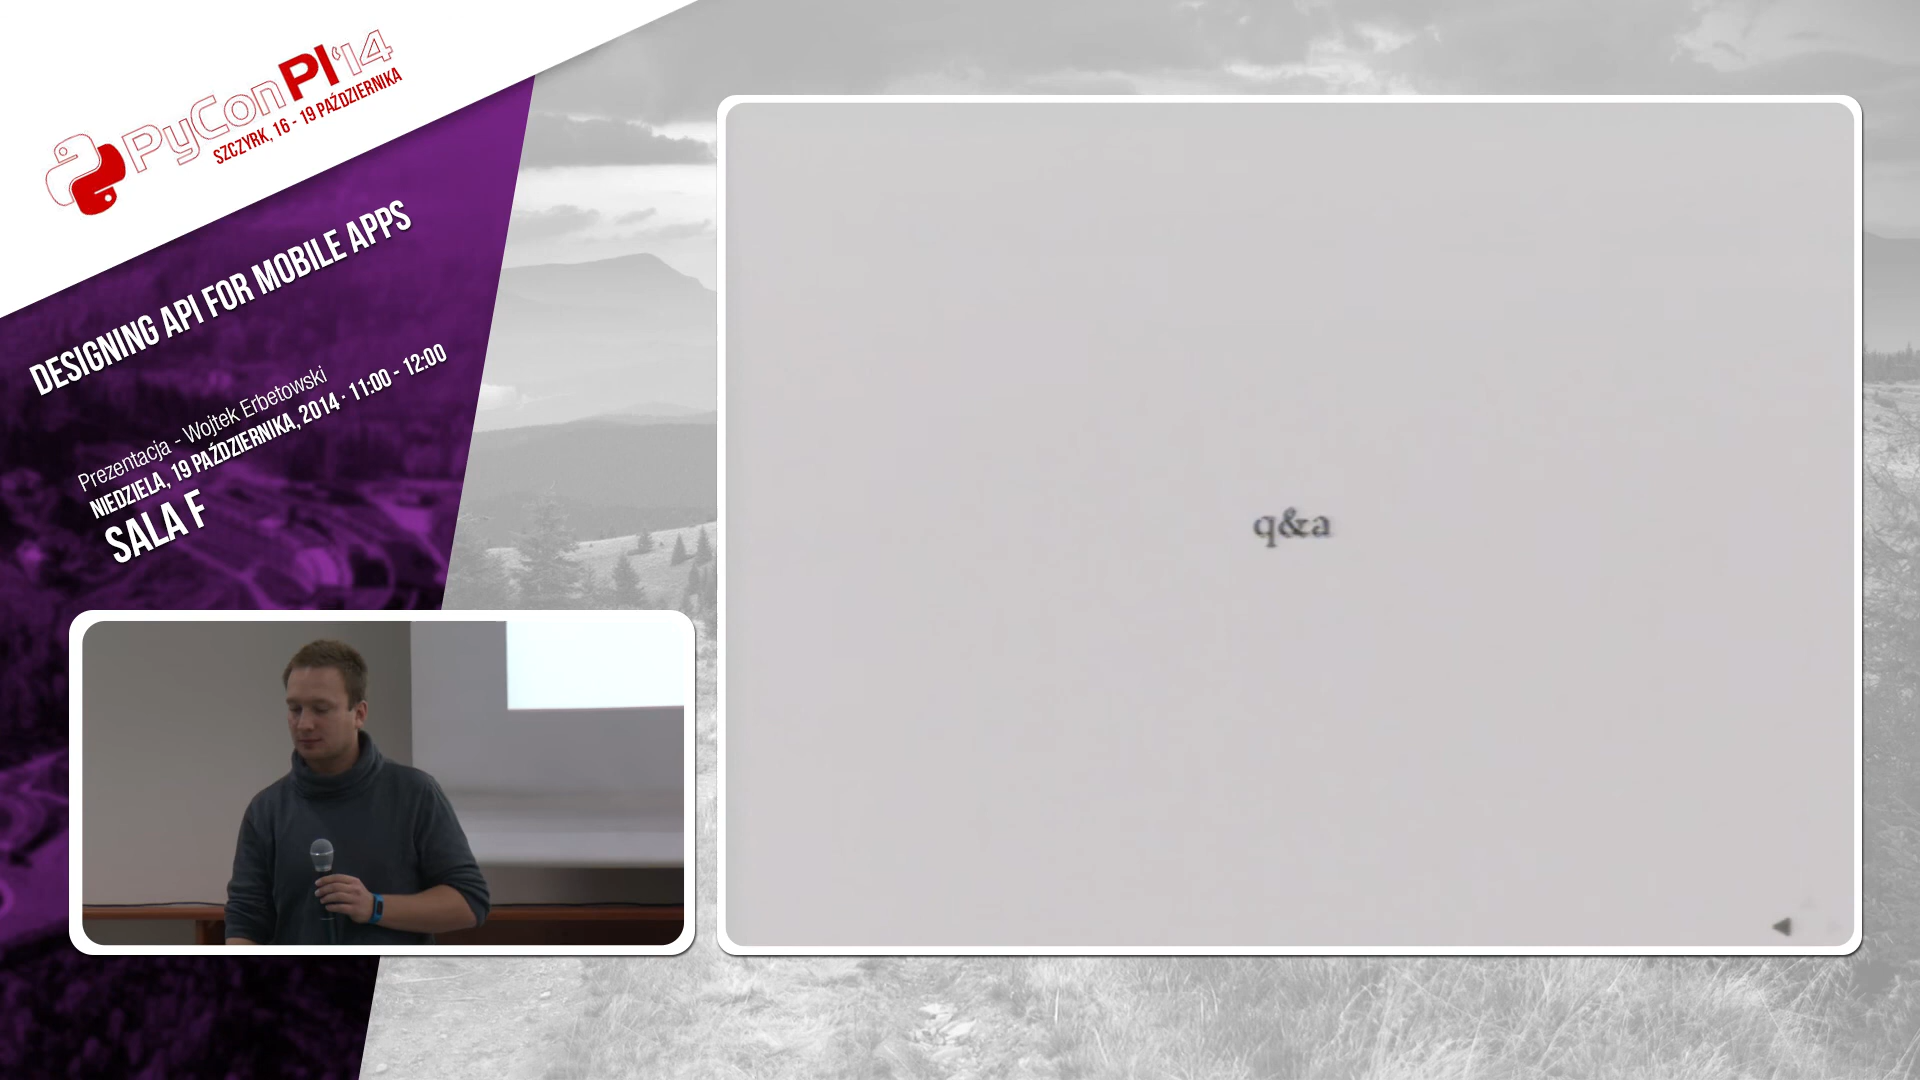 PyConPl'14
SZCZYRK, 16 - 19 PAŹDZIERNIKA
DESIGNING API FOR MOBILE APPS
Prezentacja - Wojtek Erbetowski
NIEDZIELA, 19 PAŹDZIERNIKA, 2014 · 11:00 - 12:00
SALA F
q&a